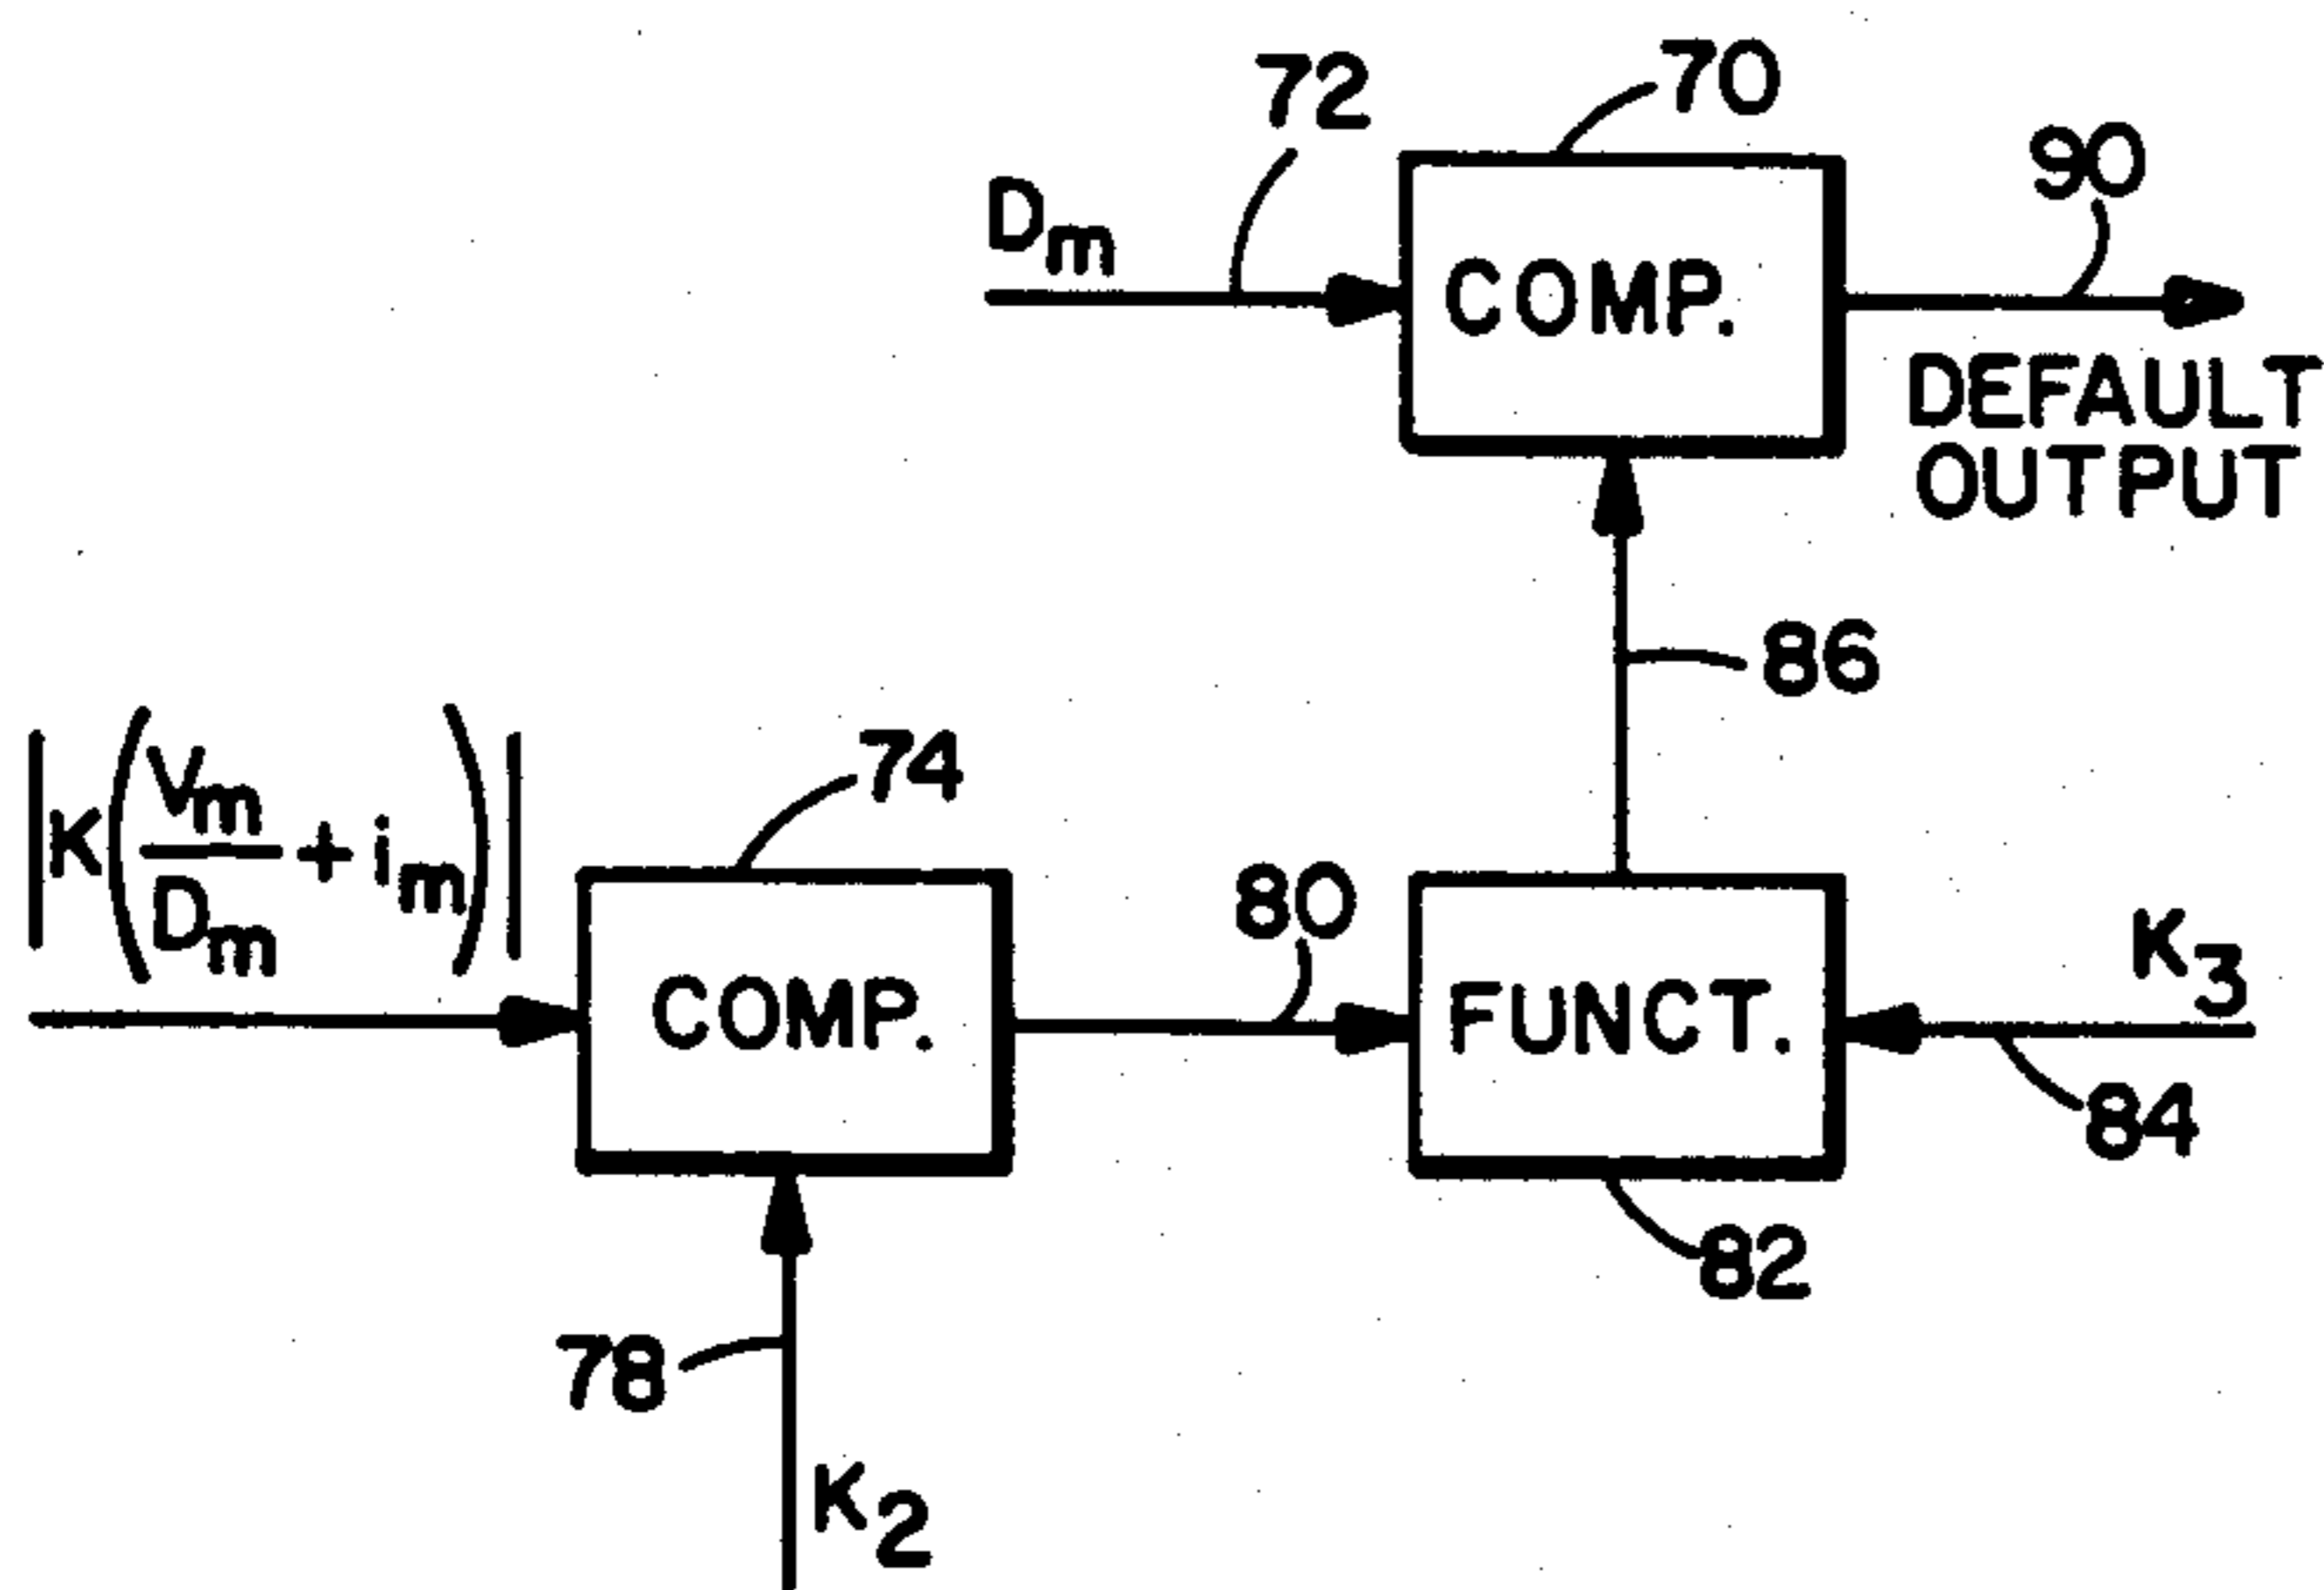 72
70
90
Dm
COMP.
DEFAULT
OUTPUT
86
|K(Vm/Dm + im)|
74
80
K3
COMP.
FUNCT.
84
82
78
K2